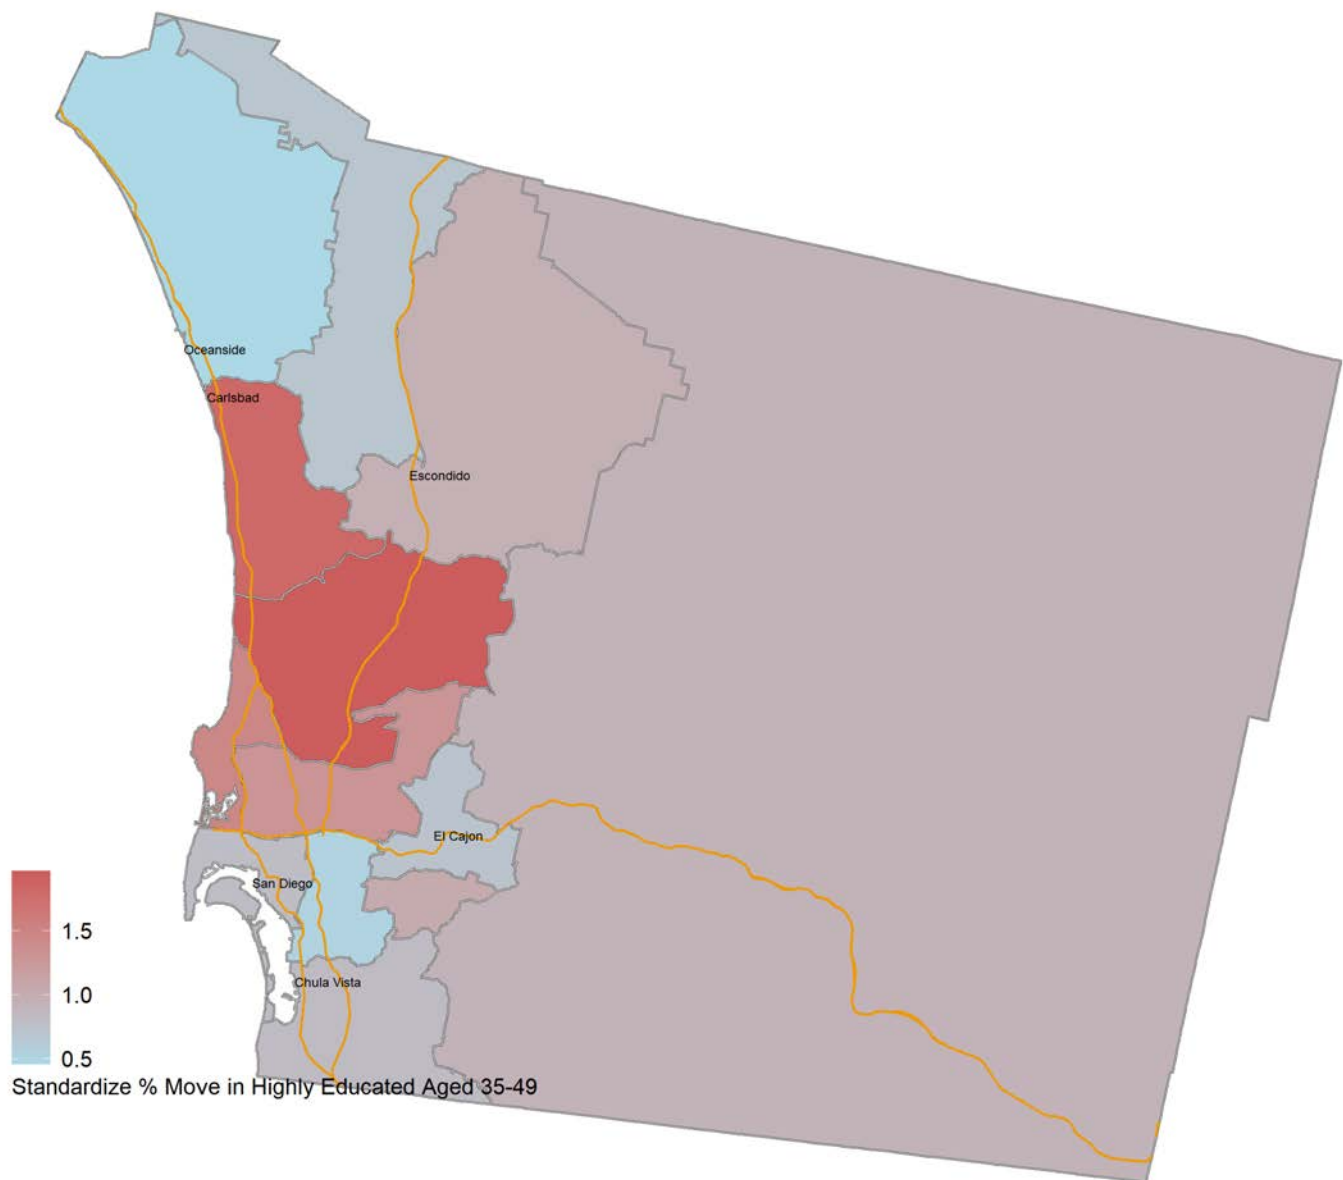 Oceanside
Carlsbad
Escondido
El Cajon
San Diego
Chula Vista
1.5
1.0
0.5
Standardize % Move in Highly Educated Aged 35-49